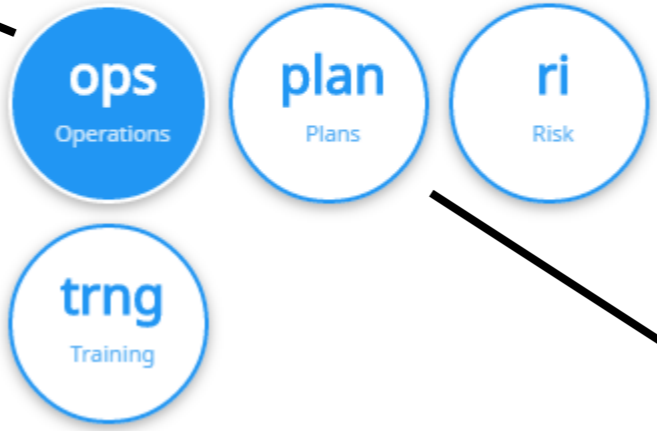 ops
Operations
plan
Plans
ri
Risk
trng
Training